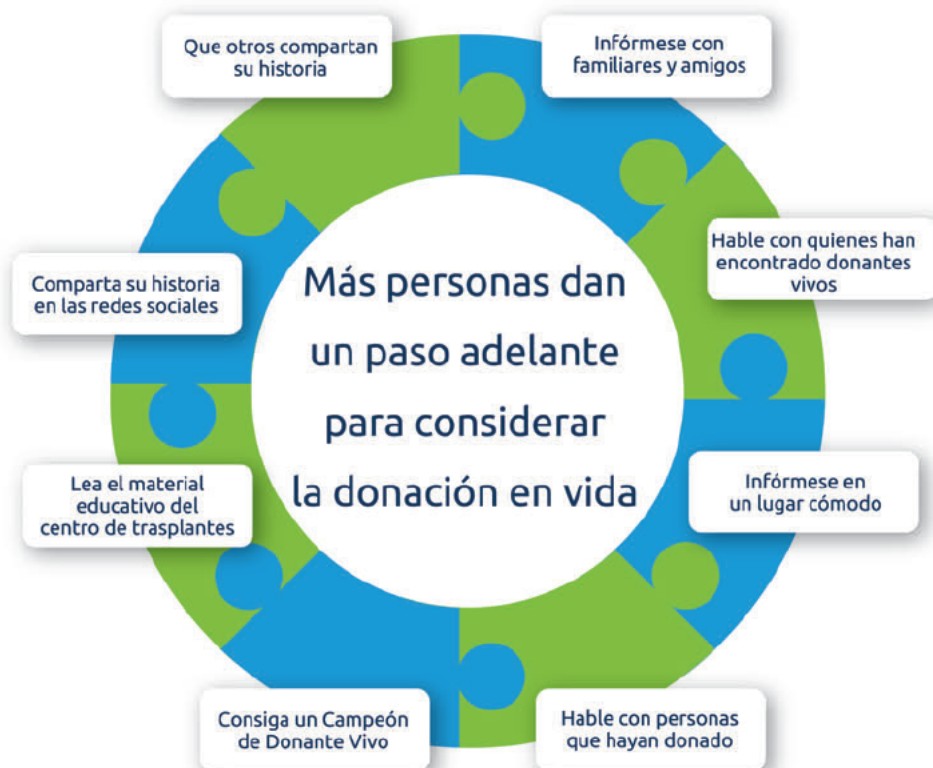 Que otros compartan
su historia
Infórmese con
familiares y amigos
Hable con quienes han
encontrado donantes
vivos
Comparta su historia
en las redes sociales
Más personas dan
un paso adelante
para considerar
la donación en vida
Lea el material
educativo del
centro de trasplantes
Infórmese en
un lugar cómodo
Consiga un Campeón
de Donante Vivo
Hable con personas
que hayan donado